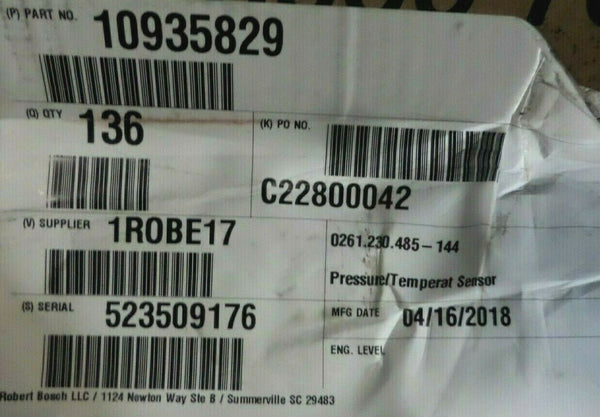 (P) PART NO. 10935829
(Q) QTY 136
(K) PO NO.
C22800042
(V) SUPPLIER 1ROBE17
0261.230.485-144
Pressure/Temperat Sensor
(S) SERIAL 523509176
MFG DATE 04/16/2018
ENG. LEVEL
Robert Bosch LLC / 1124 Newton Way Ste B / Summerville SC 29483